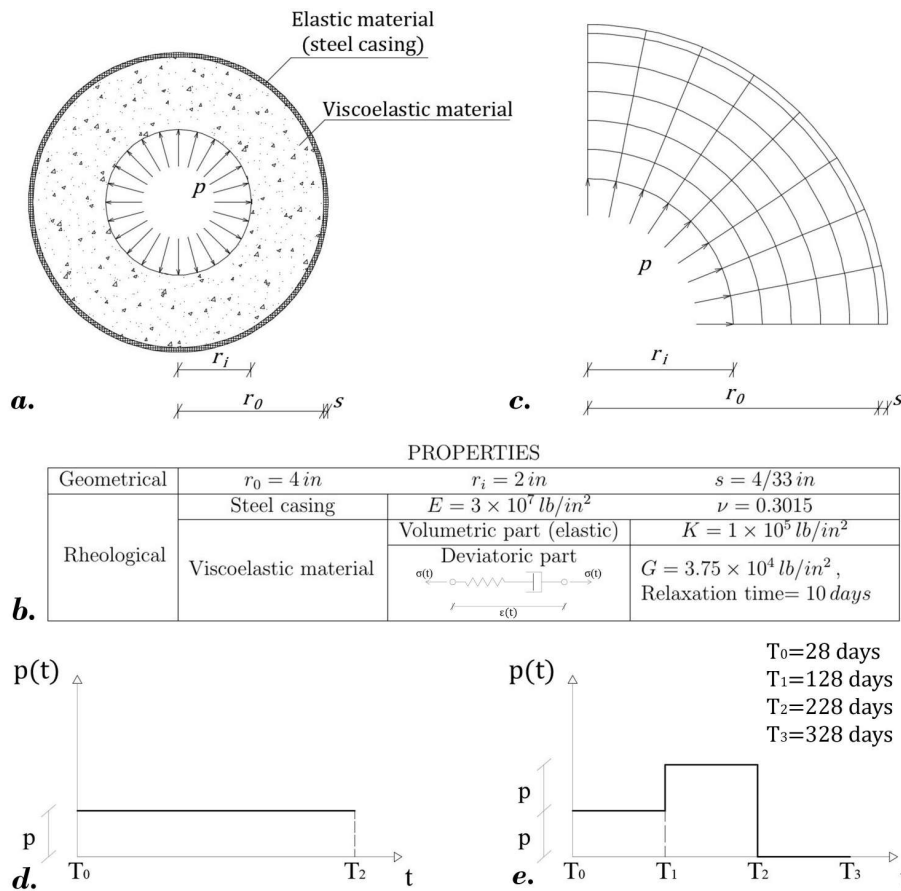 Elastic material
(steel casing)
Viscoelastic material
p
r_i
r_0
s
a.
p
r_i
r_0
s
c.
PROPERTIES
Geometrical r_0 = 4 in r_i = 2 in s = 4/33 in
Rheological Steel casing E = 3 × 10^7 lb/in^2 ν = 0.3015
Viscoelastic material Volumetric part (elastic) K = 1 × 10^5 lb/in^2
Deviatoric part
σ(t) σ(t)
ε(t)
G = 3.75 × 10^4 lb/in^2 ,
Relaxation time= 10 days
b.
p(t)
p
T0 T2 t
d.
p(t)
T0=28 days
T1=128 days
T2=228 days
T3=328 days
p
p
T0 T1 T2 T3
e.